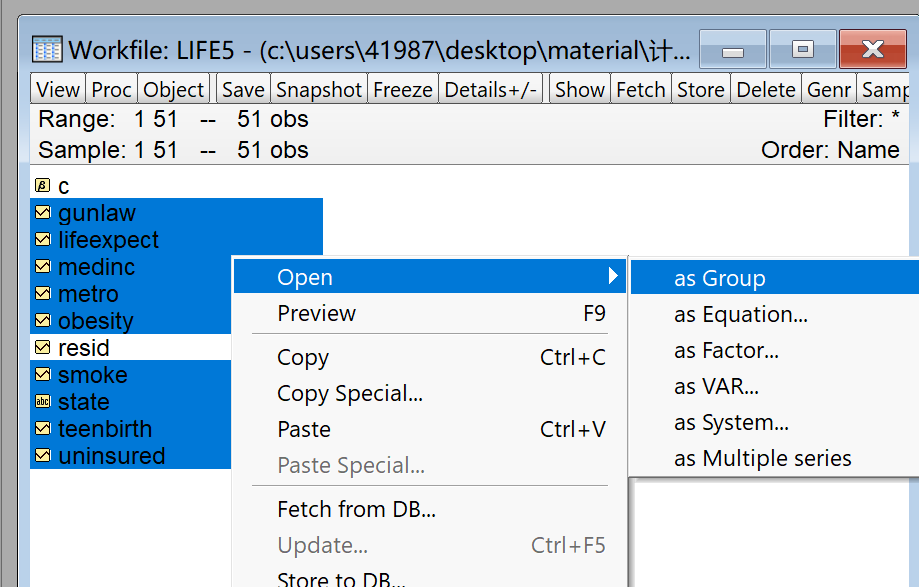 Workfile: LIFE5 - (c:\users\41987\desktop\material\计...
View Proc Object Save Snapshot Freeze Details+/- Show Fetch Store Delete Genr Samp
Range: 1 51 -- 51 obs Filter: *
Sample: 1 51 -- 51 obs Order: Name
β c
gunlaw
lifeexpect
medinc
metro
obesity
resid
smoke
abc state
teenbirth
uninsured
Open
Preview F9
Copy Ctrl+C
Copy Special...
Paste Ctrl+V
Paste Special...
Fetch from DB...
Update... Ctrl+F5
Store to DB...
as Group
as Equation...
as Factor...
as VAR...
as System...
as Multiple series